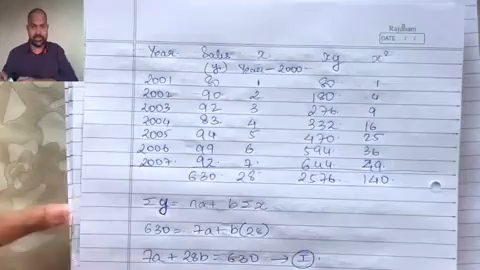 Rajdhani
DATE / /
Year Sales x xy x²
(y) Year-2000
2001 80 1 80 1
2002 90 2 180 4
2003 92 3 276 9
2004 83 4 332 16
2005 94 5 470 25
2006 99 6 594 36
2007 92 7 644 49
630 28 2576 140
Σy = na + bΣx
630 = 7a + b(28)
7a + 28b = 630 → I